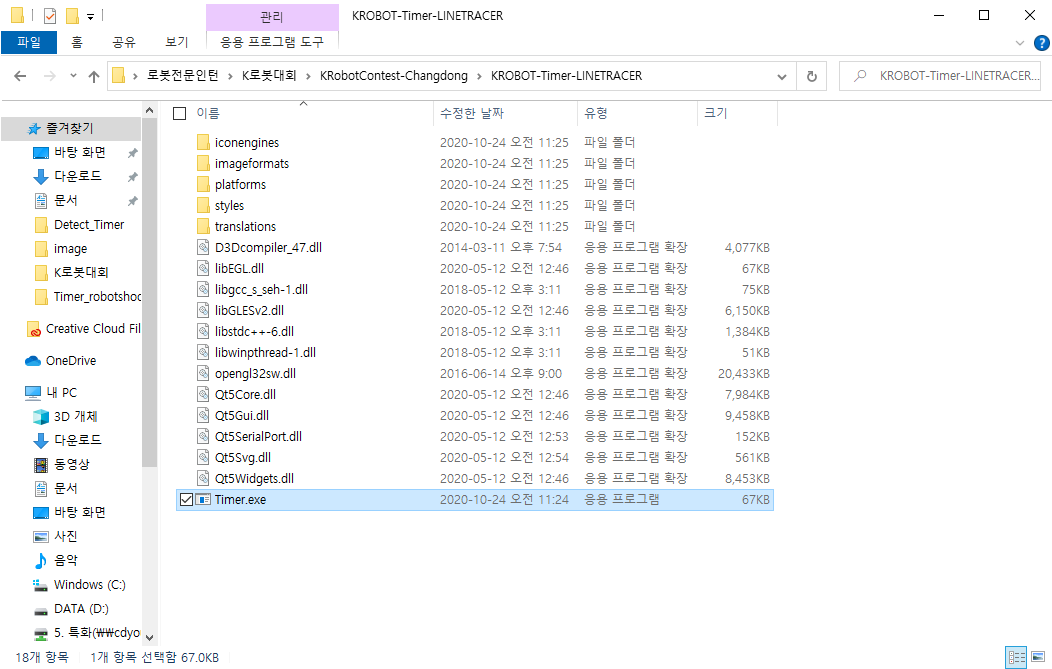 관리 KROBOT-Timer-LINETRACER
파일 홈 공유 보기 응용 프로그램 도구
로봇전문인턴 › K로봇대회 › KRobotContest-Changdong › KROBOT-Timer-LINETRACER KROBOT-Timer-LINETRACER...
즐겨찾기
바탕 화면
다운로드
문서
Detect_Timer
image
K로봇대회
Timer_robotshoc
Creative Cloud Fil
OneDrive
내 PC
3D 개체
다운로드
동영상
문서
바탕 화면
사진
음악
Windows (C:)
DATA (D:)
5. 특화(₩₩cdyo
이름 수정한 날짜 유형 크기
iconengines 2020-10-24 오전 11:25 파일 폴더
imageformats 2020-10-24 오전 11:25 파일 폴더
platforms 2020-10-24 오전 11:25 파일 폴더
styles 2020-10-24 오전 11:25 파일 폴더
translations 2020-10-24 오전 11:25 파일 폴더
D3Dcompiler_47.dll 2014-03-11 오후 7:54 응용 프로그램 확장 4,077KB
libEGL.dll 2020-05-12 오전 12:46 응용 프로그램 확장 67KB
libgcc_s_seh-1.dll 2018-05-12 오후 3:11 응용 프로그램 확장 75KB
libGLESv2.dll 2020-05-12 오전 12:46 응용 프로그램 확장 6,150KB
libstdc++-6.dll 2018-05-12 오후 3:11 응용 프로그램 확장 1,384KB
libwinpthread-1.dll 2018-05-12 오후 3:11 응용 프로그램 확장 51KB
opengl32sw.dll 2016-06-14 오후 9:00 응용 프로그램 확장 20,433KB
Qt5Core.dll 2020-05-12 오전 12:46 응용 프로그램 확장 7,984KB
Qt5Gui.dll 2020-05-12 오전 12:46 응용 프로그램 확장 9,458KB
Qt5SerialPort.dll 2020-05-12 오전 12:53 응용 프로그램 확장 152KB
Qt5Svg.dll 2020-05-12 오전 12:54 응용 프로그램 확장 561KB
Qt5Widgets.dll 2020-05-12 오전 12:46 응용 프로그램 확장 8,453KB
Timer.exe 2020-10-24 오전 11:24 응용 프로그램 67KB
18개 항목 1개 항목 선택함 67.0KB